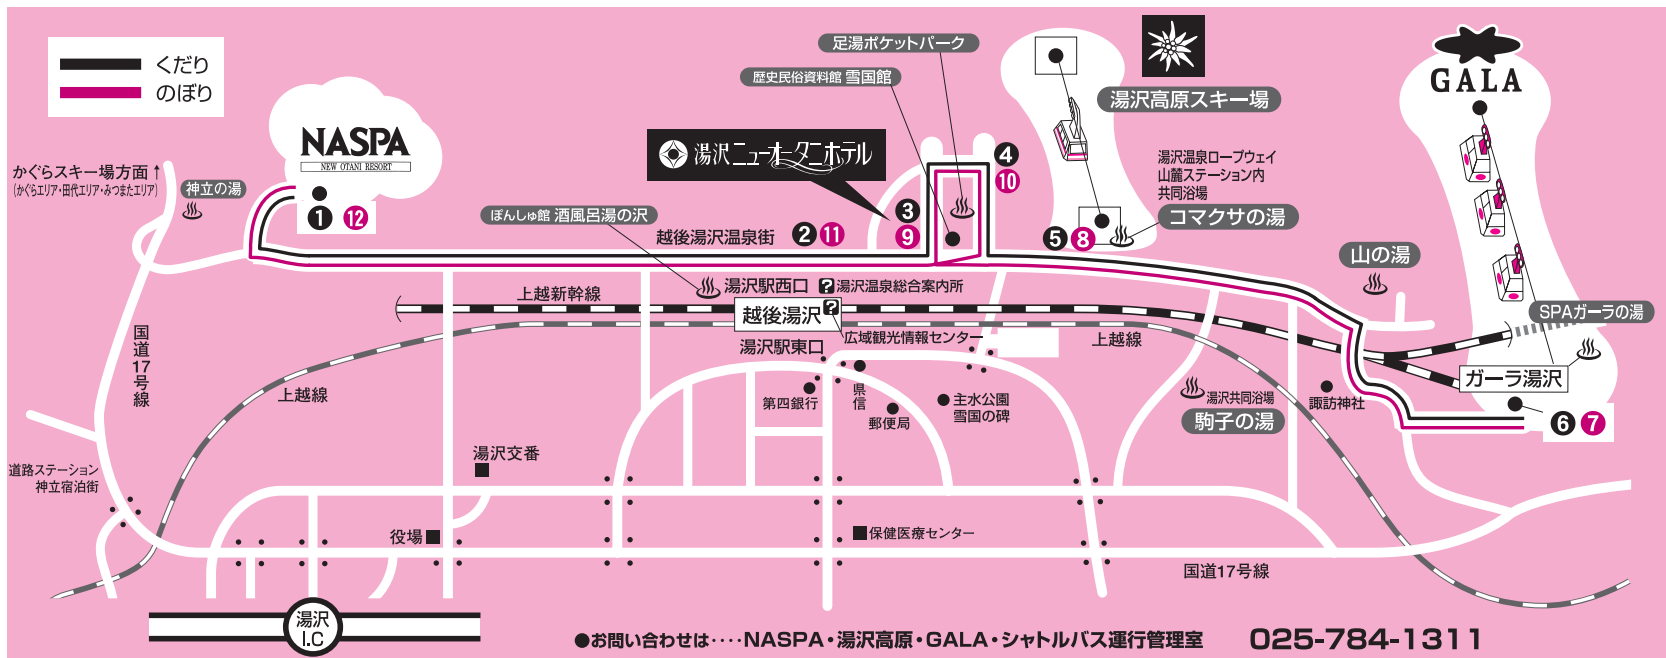 くだり
のぼり
NASPA
NEW OTANI RESORT
かぐらスキー場方面↑
(かぐらエリア・田代エリア・みつまたエリア)
神立の湯
1 12
足湯ポケットパーク
歴史民俗資料館 雪国館
湯沢ニューオータニホテル
ぽんしゅ館 酒風呂湯の沢
越後湯沢温泉街
2 11
3
9
4
10
湯沢高原スキー場
湯沢温泉ロープウェイ
山麓ステーション内
共同浴場
コマクサの湯
5 8
GALA
山の湯
SPAガーラの湯
ガーラ湯沢
6 7
諏訪神社
湯沢駅西口
? 湯沢温泉総合案内所
越後湯沢 ?
広域観光情報センター
湯沢駅東口
上越新幹線
上越線
上越線
国道17号線
第四銀行
県信
郵便局
主水公園
雪国の碑
湯沢共同浴場
駒子の湯
道路ステーション
神立宿泊街
湯沢交番
役場
保健医療センター
国道17号線
湯沢
I.C
●お問い合わせは‥‥NASPA・湯沢高原・GALA・シャトルバス運行管理室 025-784-1311